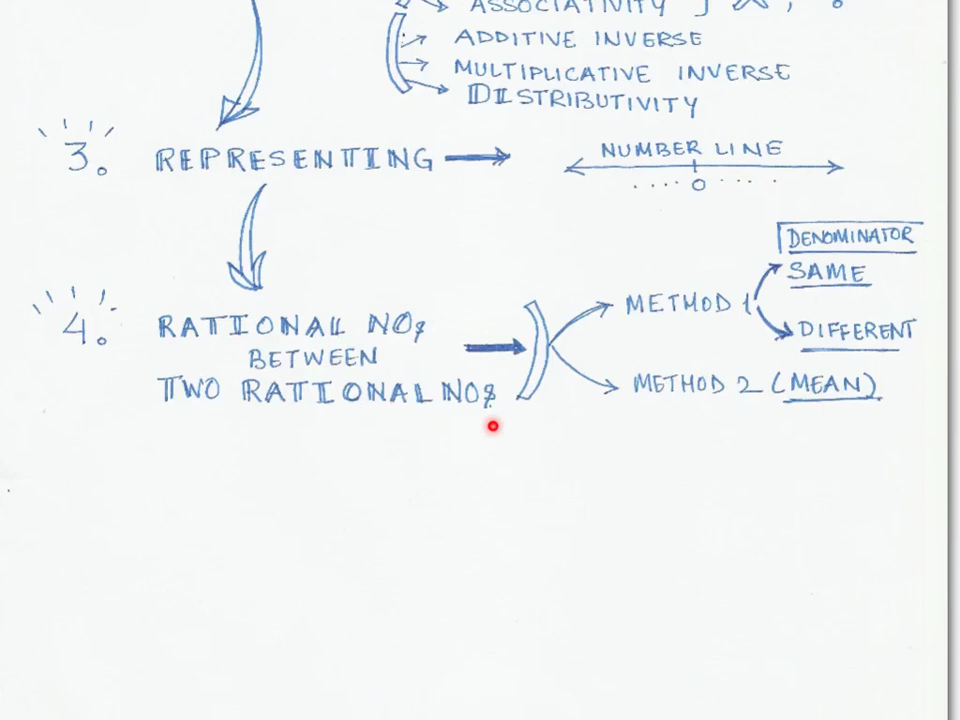 ASSOCIATIVITY
ADDITIVE INVERSE
MULTIPLICATIVE INVERSE
DISTRIBUTIVITY
3. REPRESENTING
NUMBER LINE
0
4. RATIONAL NOs
BETWEEN
TWO RATIONAL NOs.
METHOD 1
DENOMINATOR
SAME
DIFFERENT
METHOD 2 (MEAN)